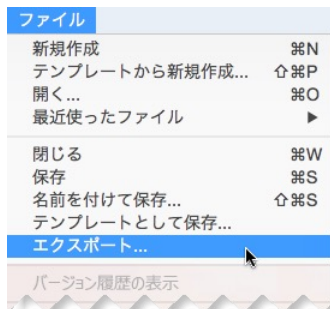 ファイル
新規作成 ⌘N
テンプレートから新規作成... ⇧⌘P
開く... ⌘O
最近使ったファイル ▶
閉じる ⌘W
保存 ⌘S
名前を付けて保存... ⇧⌘S
テンプレートとして保存...
エクスポート...
バージョン履歴の表示